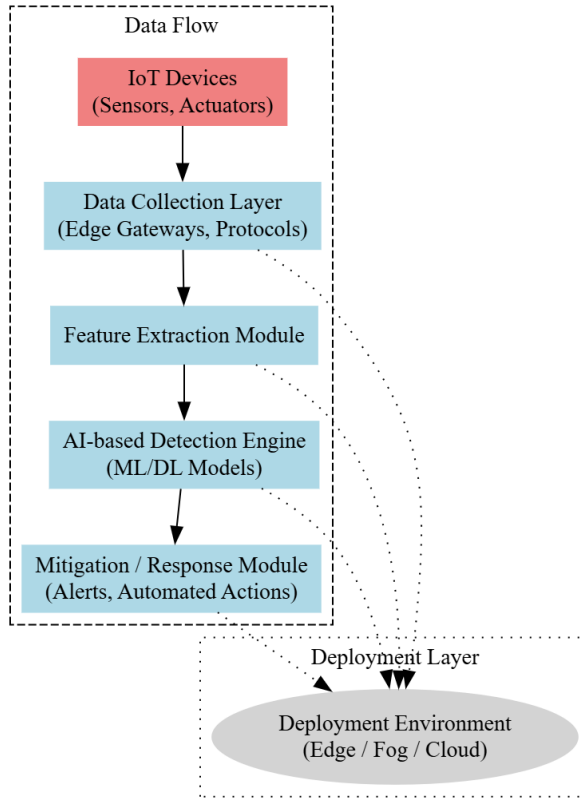 Data Flow
IoT Devices
(Sensors, Actuators)
Data Collection Layer
(Edge Gateways, Protocols)
Feature Extraction Module
AI-based Detection Engine
(ML/DL Models)
Mitigation / Response Module
(Alerts, Automated Actions)
Deployment Layer
Deployment Environment
(Edge / Fog / Cloud)